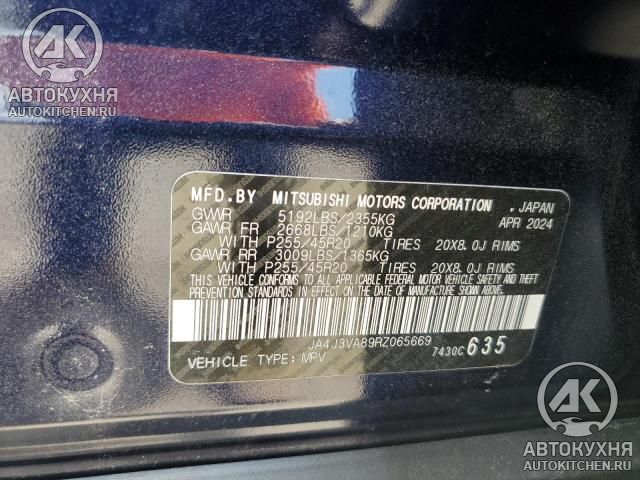 АК
АВТОКУХНЯ
AUTOKITCHEN.RU
MFD.BY MITSUBISHI MOTORS CORPORATION . JAPAN
GVWR 5192LBS/2355KG APR 2024
GAWR FR 2668LBS/1210KG
WITH P255/45R20 TIRES 20X8.0J RIMS
GAWR RR 3009LBS/1365KG
WITH P255/45R20 TIRES 20X8.0J RIMS
THIS VEHICLE CONFORMS TO ALL APPLICABLE FEDERAL MOTOR VEHICLE SAFETY AND THEFT
PREVENTION STANDARDS IN EFFECT ON THE DATE OF MANUFACTURE SHOWN ABOVE.
JA4J3VA89RZ065669
VEHICLE TYPE: MPV 7430C 635
АК
АВТОКУХНЯ
AUTOKITCHEN.RU